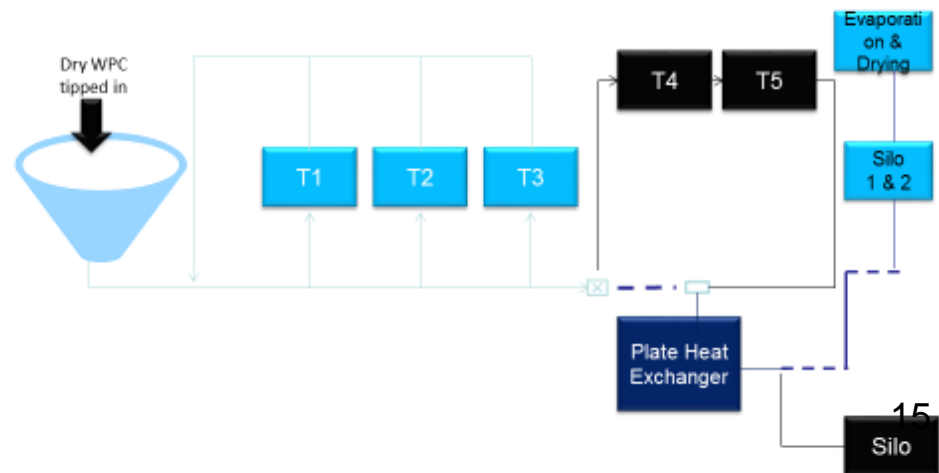 Dry WPC
tipped in
T1
T2
T3
T4
T5
Evaporati
on &
Drying
Silo
1 & 2
Plate Heat
Exchanger
15
Silo